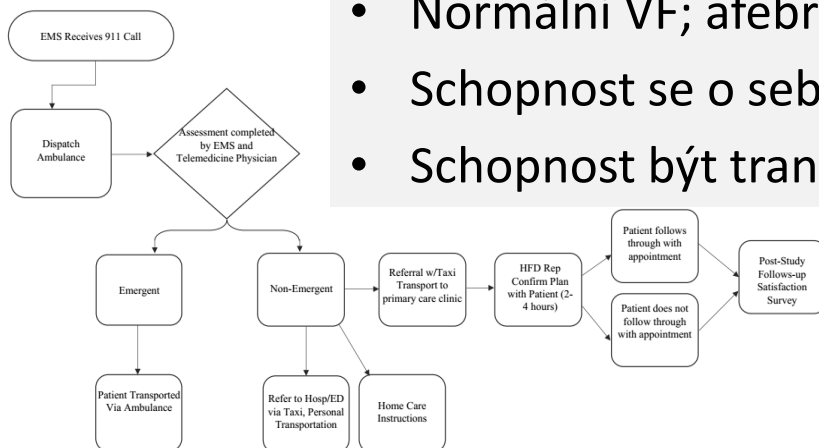 • Normální VF; afebr
• Schopnost se o seb
• Schopnost být tran
EMS Receives 911 Call
Dispatch
Ambulance
Assessment completed
by EMS and
Telemedicine Physician
Emergent
Non-Emergent
Referral w/Taxi
Transport to
primary care clinic
HFD Rep
Confirm Plan
with Patient (2-
4 hours)
Patient follows
through with
appointment
Patient does not
follow through
with appointment
Post-Study
Follows-up
Satisfaction
Survey
Patient Transported
Via Ambulance
Refer to Hosp/ED
via Taxi, Personal
Transportation
Home Care
Instructions